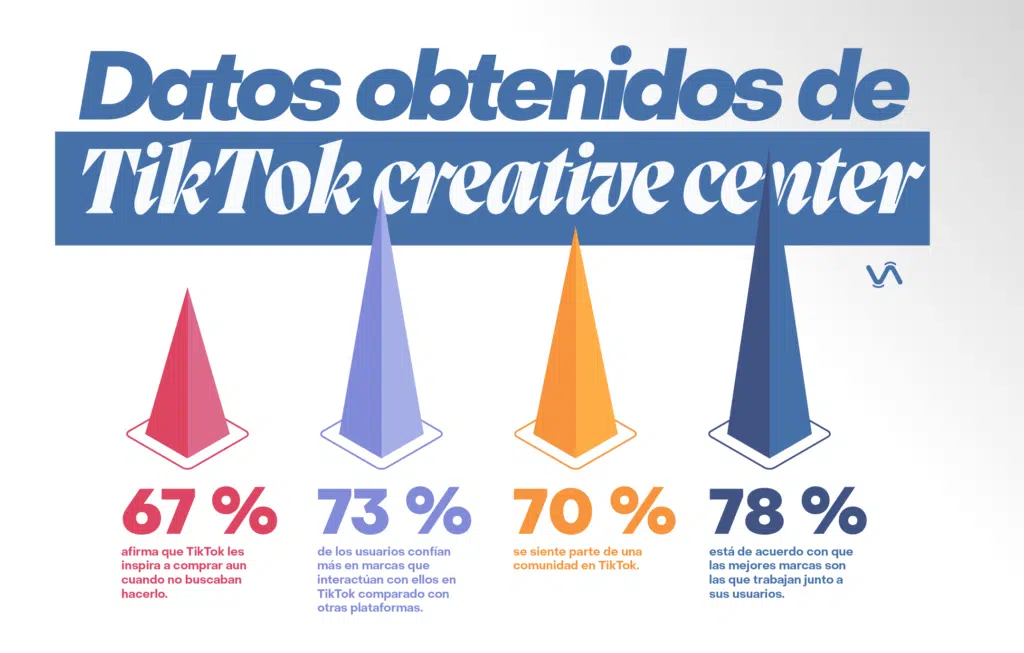 Datos obtenidos de
TikTok creative center
67 %
afirma que TikTok les
inspira a comprar aun
cuando no buscaban
hacerlo.
73 %
de los usuarios confían
más en marcas que
interactúan con ellos en
TikTok comparado con
otras plataformas.
70 %
se siente parte de una
comunidad en TikTok.
78 %
está de acuerdo con que
las mejores marcas son
las que trabajan junto a
sus usuarios.